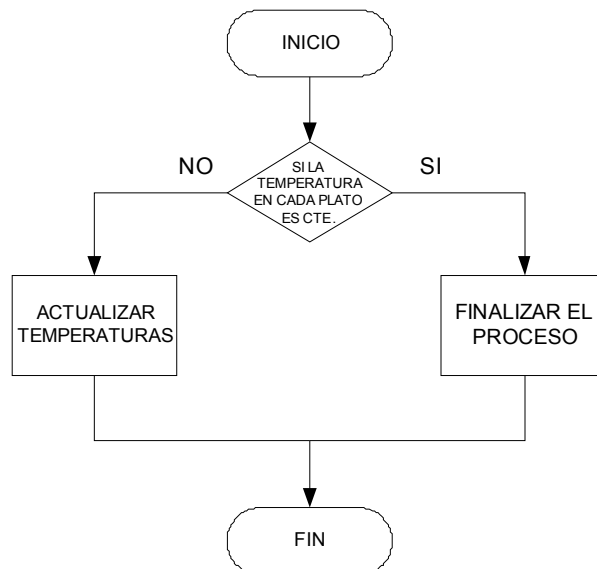 INICIO
NO
SI
SI LA
TEMPERATURA
EN CADA PLATO
ES CTE.
ACTUALIZAR
TEMPERATURAS
FINALIZAR EL
PROCESO
FIN